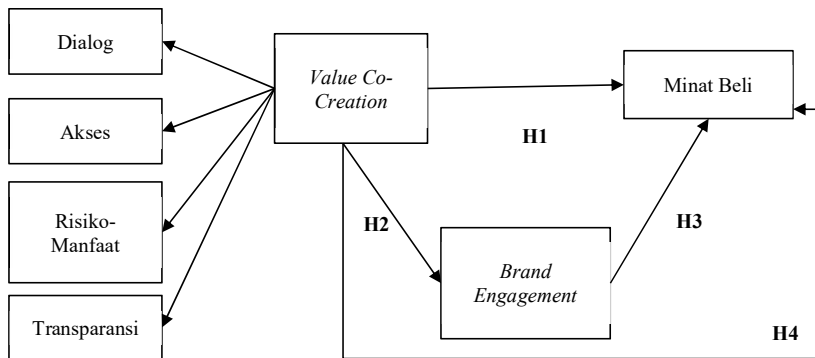 Dialog
Akses
Risiko-
Manfaat
Transparansi
Value Co-
Creation
Minat Beli
H1
H2
H3
Brand
Engagement
H4